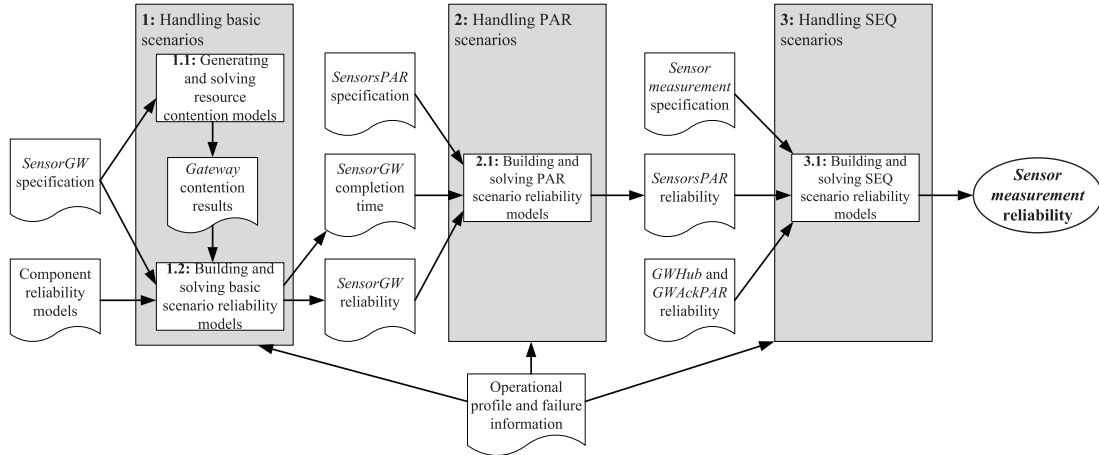 1: Handling basic
scenarios
1.1: Generating
and solving
resource
contention models
SensorGW
specification
Gateway
contention
results
Component
reliability
models
1.2: Building and
solving basic
scenario reliability
models
2: Handling PAR
scenarios
SensorsPAR
specification
SensorGW
completion
time
SensorGW
reliability
2.1: Building and
solving PAR
scenario reliability
models
3: Handling SEQ
scenarios
Sensor
measurement
specification
SensorsPAR
reliability
GWHub and
GWAckPAR
reliability
3.1: Building and
solving SEQ
scenario reliability
models
Sensor
measurement
reliability
Operational
profile and failure
information